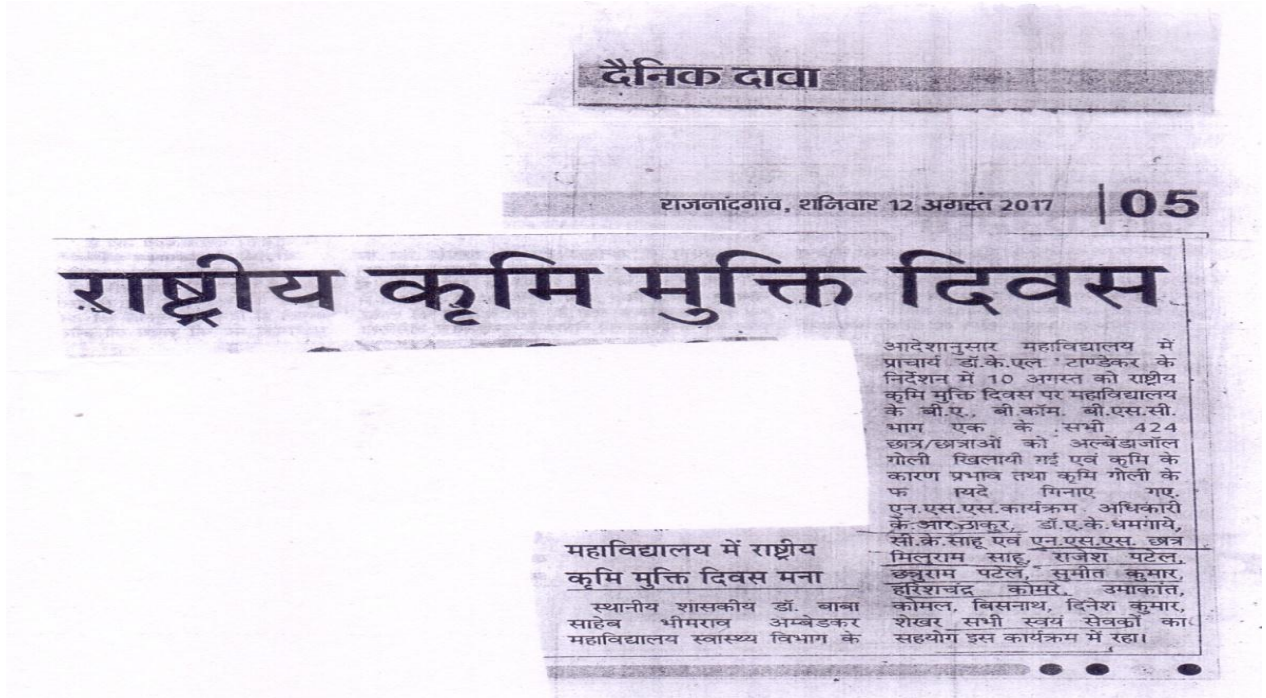 दैनिक दावा
राजनांदगांव, शनिवार 12 अगस्त 2017 | 05
राष्ट्रीय कृमि मुक्ति दिवस
महाविद्यालय में राष्ट्रीय
कृमि मुक्ति दिवस मना
स्थानीय शासकीय डॉ. बाबा
साहेब भीमराव अम्बेडकर
महाविद्यालय स्वास्थ्य विभाग के
आदेशानुसार महाविद्यालय में
प्राचार्य डॉ.के.एल टाण्डेकर के
निर्देशन में 10 अगस्त को राष्ट्रीय
कृमि मुक्ति दिवस पर महाविद्यालय
के बी.ए., बी.कॉम. बी.एस.सी.
भाग एक के सभी 424
छात्र/छात्राओं को अल्बेंडाजॉल
गोली खिलायी गई एवं कृमि के
कारण प्रभाव तथा कृमि गोली के
फ ायदे गिनाए गए.
एन.एस.एस.कार्यक्रम अधिकारी
के.आर.ठाकुर, डॉ.ए.के.धमगाये,
सी.के.साहू एवं एन.एस.एस. छात्र
मिलुराम साहू, राजेश पटेल,
छन्नुराम पटेल, सुमीत कुमार,
हरिशचद्र कोमरे, उमाकांत,
कोमल, बिसनाथ, दिनेश कुमार,
शेखर सभी स्वयं सेवकों का
सहयोग इस कार्यक्रम में रहा।